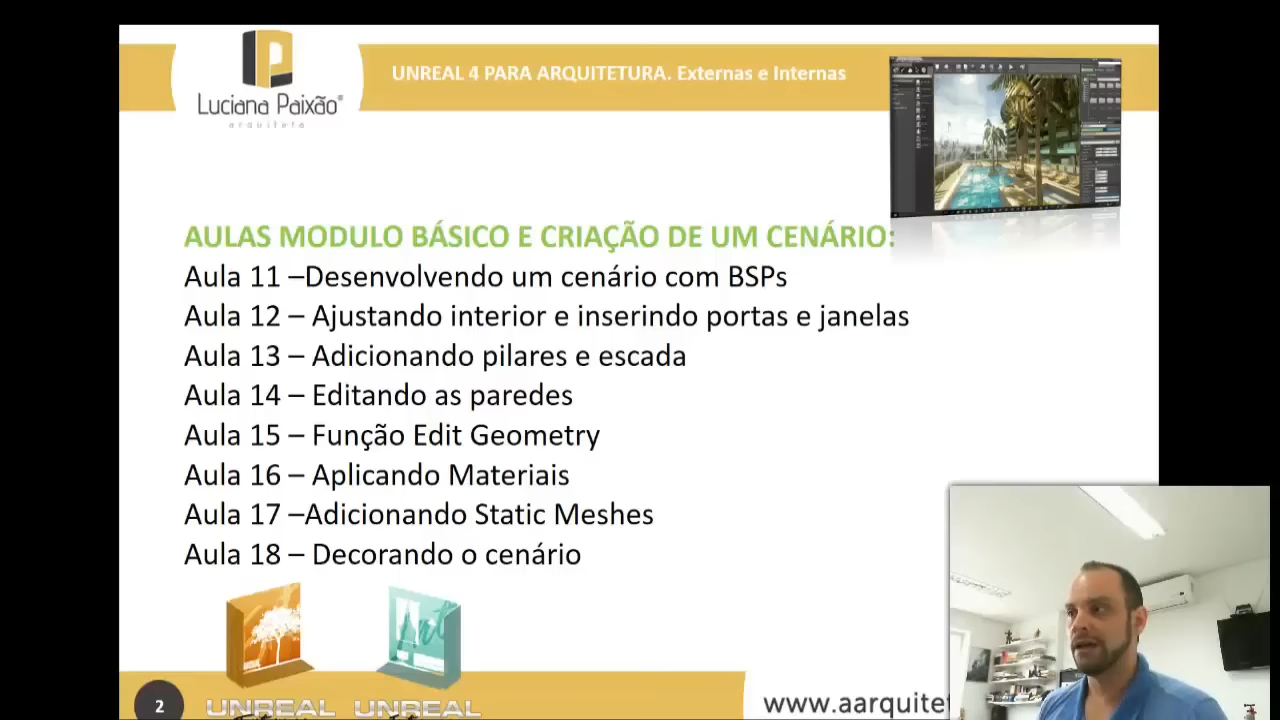 Luciana Paixão®
arquiteta
UNREAL 4 PARA ARQUITETURA. Externas e Internas
AULAS MODULO BÁSICO E CRIAÇÃO DE UM CENÁRIO:
Aula 11 –Desenvolvendo um cenário com BSPs
Aula 12 – Ajustando interior e inserindo portas e janelas
Aula 13 – Adicionando pilares e escada
Aula 14 – Editando as paredes
Aula 15 – Função Edit Geometry
Aula 16 – Aplicando Materiais
Aula 17 –Adicionando Static Meshes
Aula 18 – Decorando o cenário
2
UNREAL UNREAL
www.aarquitet